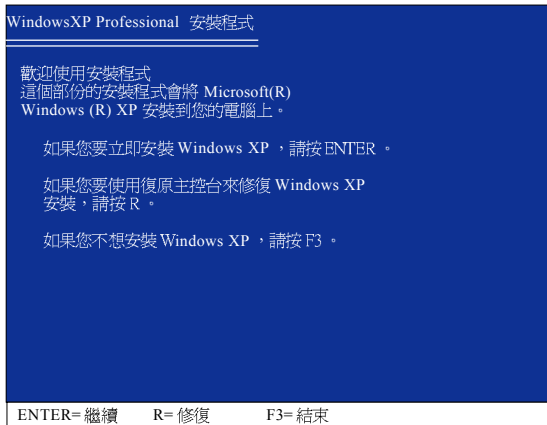 WindowsXP Professional 安裝程式
歡迎使用安裝程式
這個部份的安裝程式會將 Microsoft(R)
Windows (R) XP 安裝到您的電腦上。
如果您要立即安裝 Windows XP ，請按 ENTER 。
如果您要使用復原主控台來修復 Windows XP
安裝，請按 R 。
如果您不想安裝 Windows XP ，請按 F3 。
ENTER= 繼續 R= 修復 F3= 結束